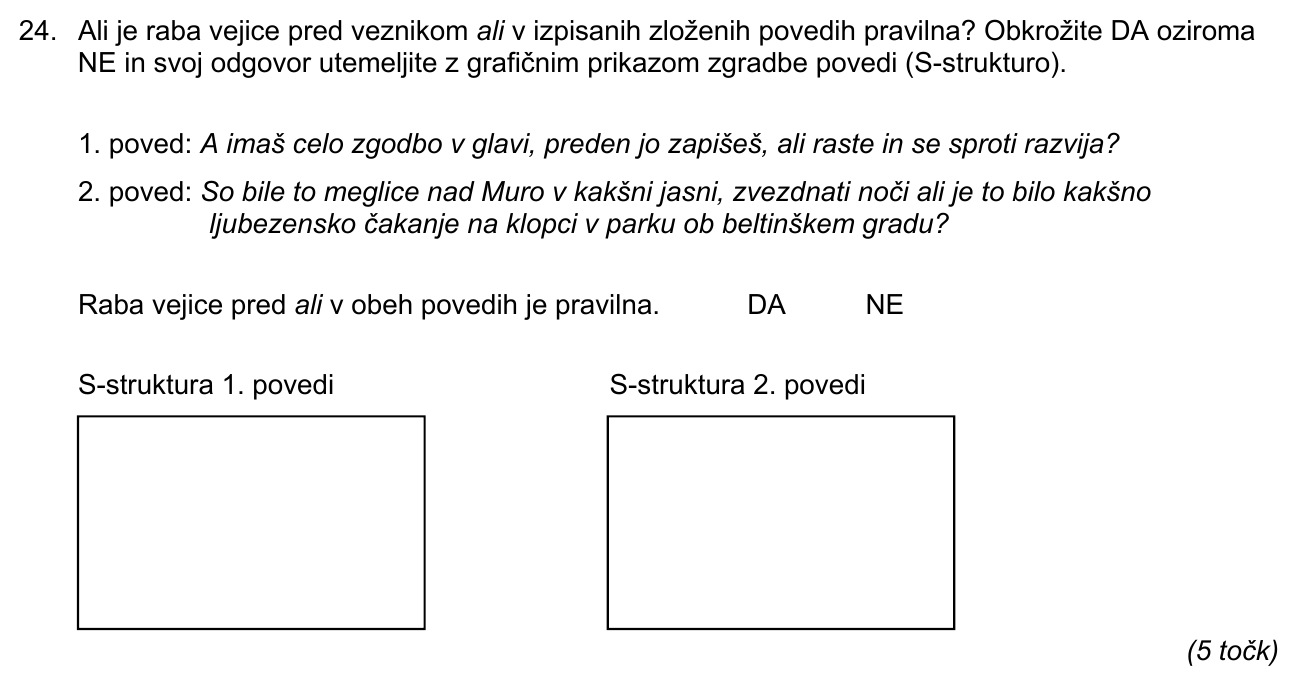 24. Ali je raba vejice pred veznikom ali v izpisanih zloženih povedih pravilna? Obkrožite DA oziroma
NE in svoj odgovor utemeljite z grafičnim prikazom zgradbe povedi (S-strukturo).
1. poved: A imaš celo zgodbo v glavi, preden jo zapišeš, ali raste in se sproti razvija?
2. poved: So bile to meglice nad Muro v kakšni jasni, zvezdnati noči ali je to bilo kakšno
ljubezensko čakanje na klopci v parku ob beltinškem gradu?
Raba vejice pred ali v obeh povedih je pravilna. DA NE
S-struktura 1. povedi S-struktura 2. povedi
(5 točk)